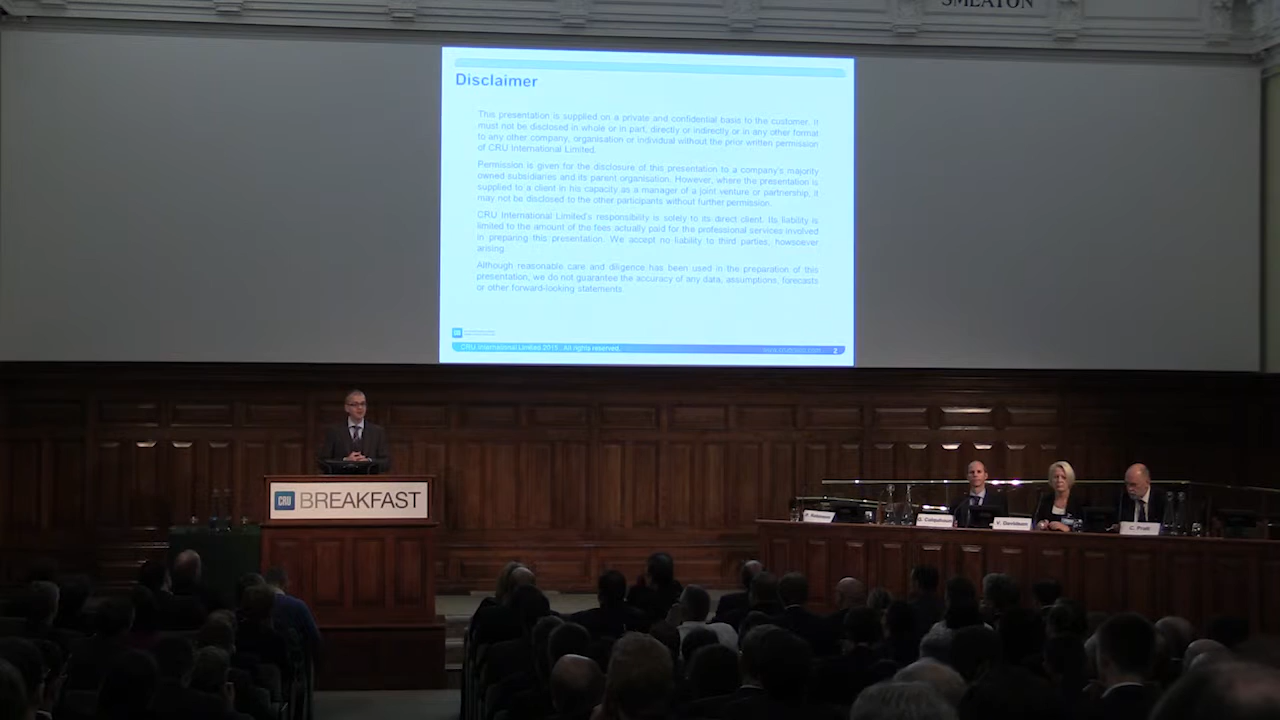 SMEATON
Disclaimer
This presentation is supplied on a private and confidential basis to the customer. It
must not be disclosed in whole or in part, directly or indirectly or in any other format
to any other company, organisation or individual without the prior written permission
of CRU International Limited.
Permission is given for the disclosure of this presentation to a company's majority
owned subsidiaries and its parent organisation. However, where the presentation is
supplied to a client in his capacity as a manager of a joint venture or partnership, it
may not be disclosed to the other participants without further permission.
CRU International Limited's responsibility is solely to its direct client. Its liability is
limited to the amount of the fees actually paid for the professional services involved
in preparing this presentation. We accept no liability to third parties, howsoever
arising.
Although reasonable care and diligence has been used in the preparation of this
presentation, we do not guarantee the accuracy of any data, assumptions, forecasts
or other forward-looking statements.
CRU International Limited 2015. All rights reserved.
2
CRU BREAKFAST
V. Davidson
C. Pratt